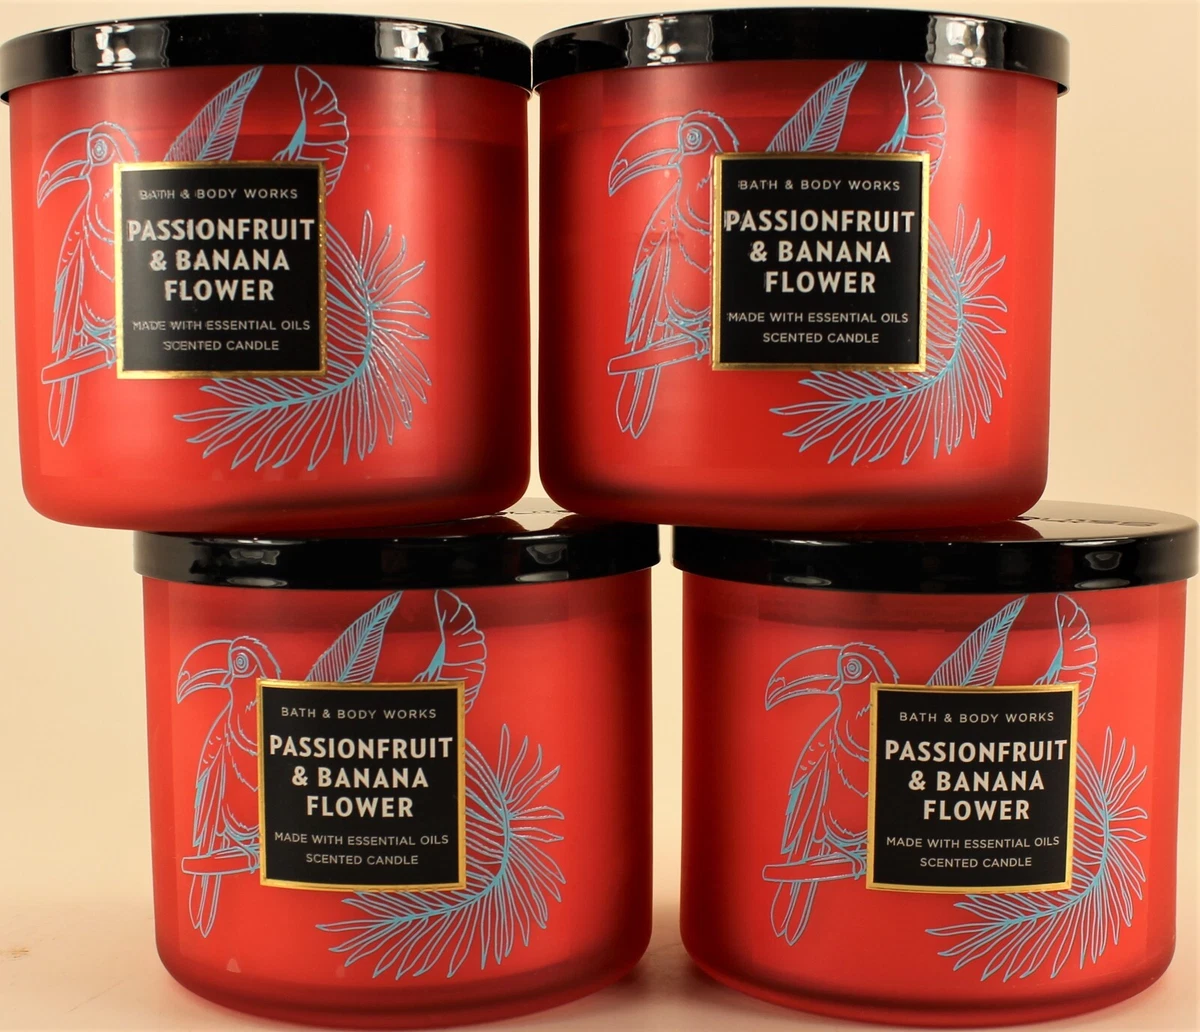 BATH & BODY WORKS
PASSIONFRUIT
& BANANA
FLOWER
MADE WITH ESSENTIAL OILS
SCENTED CANDLE
BATH & BODY WORKS
PASSIONFRUIT
& BANANA
FLOWER
MADE WITH ESSENTIAL OILS
SCENTED CANDLE
BATH & BODY WORKS
PASSIONFRUIT
& BANANA
FLOWER
MADE WITH ESSENTIAL OILS
SCENTED CANDLE
BATH & BODY WORKS
PASSIONFRUIT
& BANANA
FLOWER
MADE WITH ESSENTIAL OILS
SCENTED CANDLE